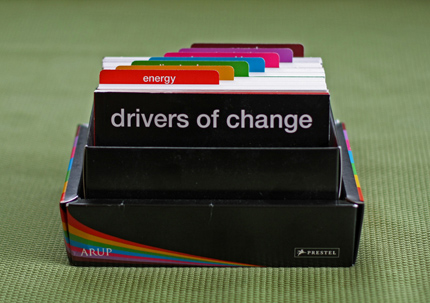 energy
drivers of change
ARUP
PRESTEL